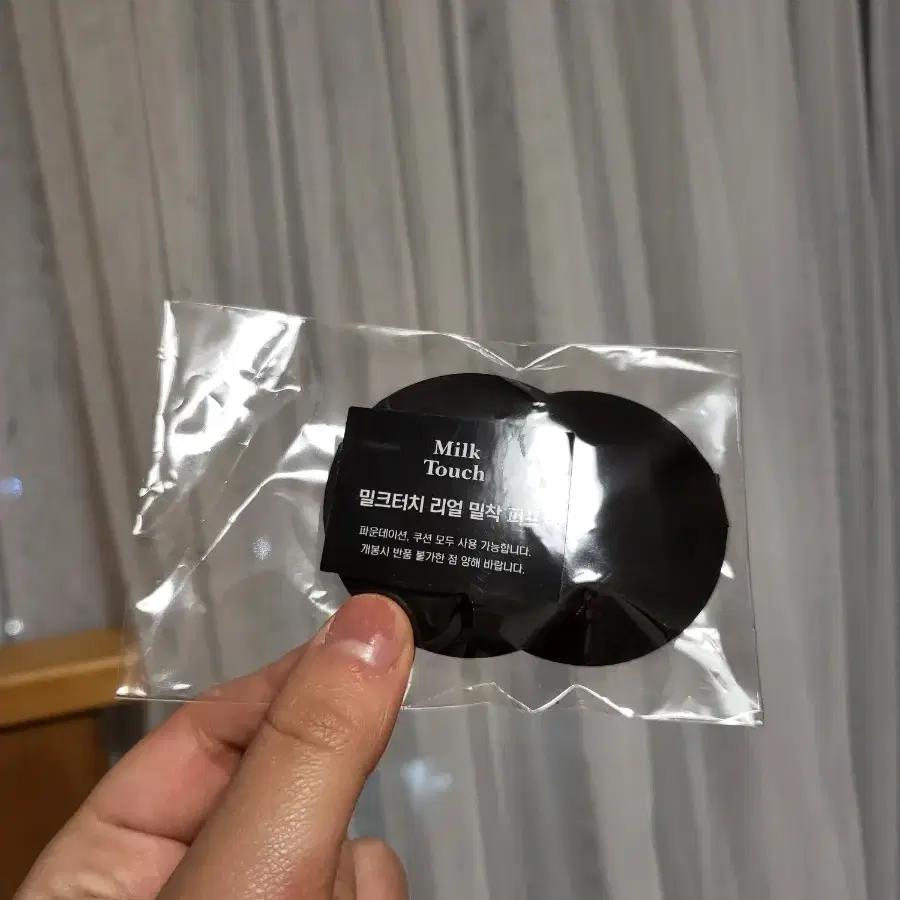 Milk
Touch
밀크터치 리얼 밀착 퍼프
파운데이션, 쿠션 모두 사용 가능합니다.
개봉시 반품 불가한 점 양해 바랍니다.